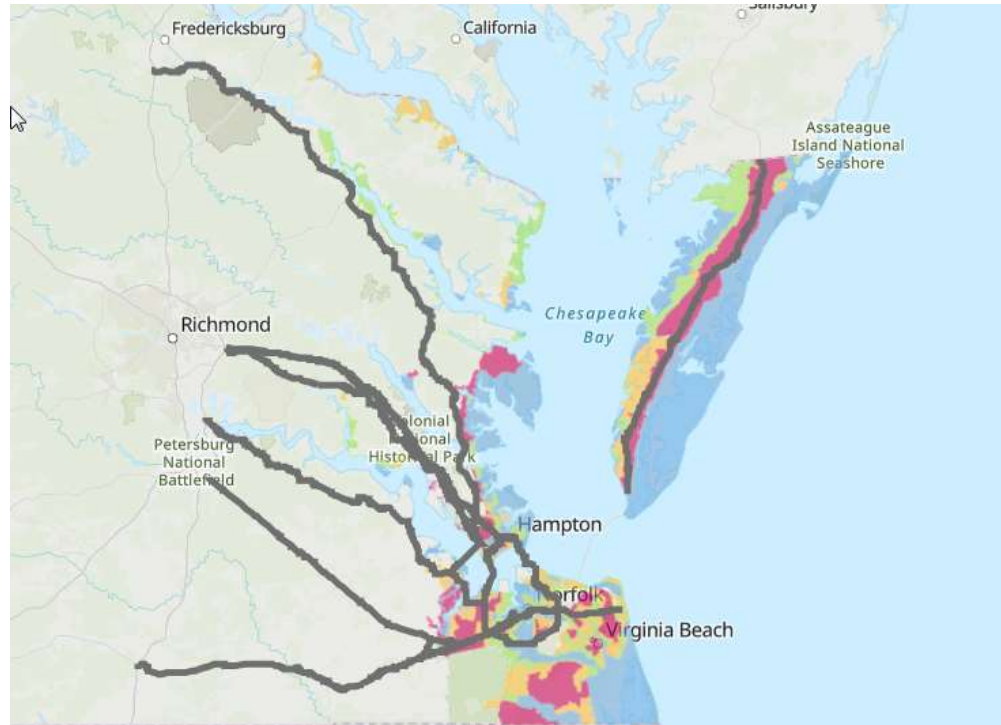 Salisbury
Fredericksburg
California
Assateague
Island National
Seashore
Chesapeake
Bay
Richmond
Colonial
National
Historical Park
Petersburg
National
Battlefield
Hampton
Norfolk
Virginia Beach